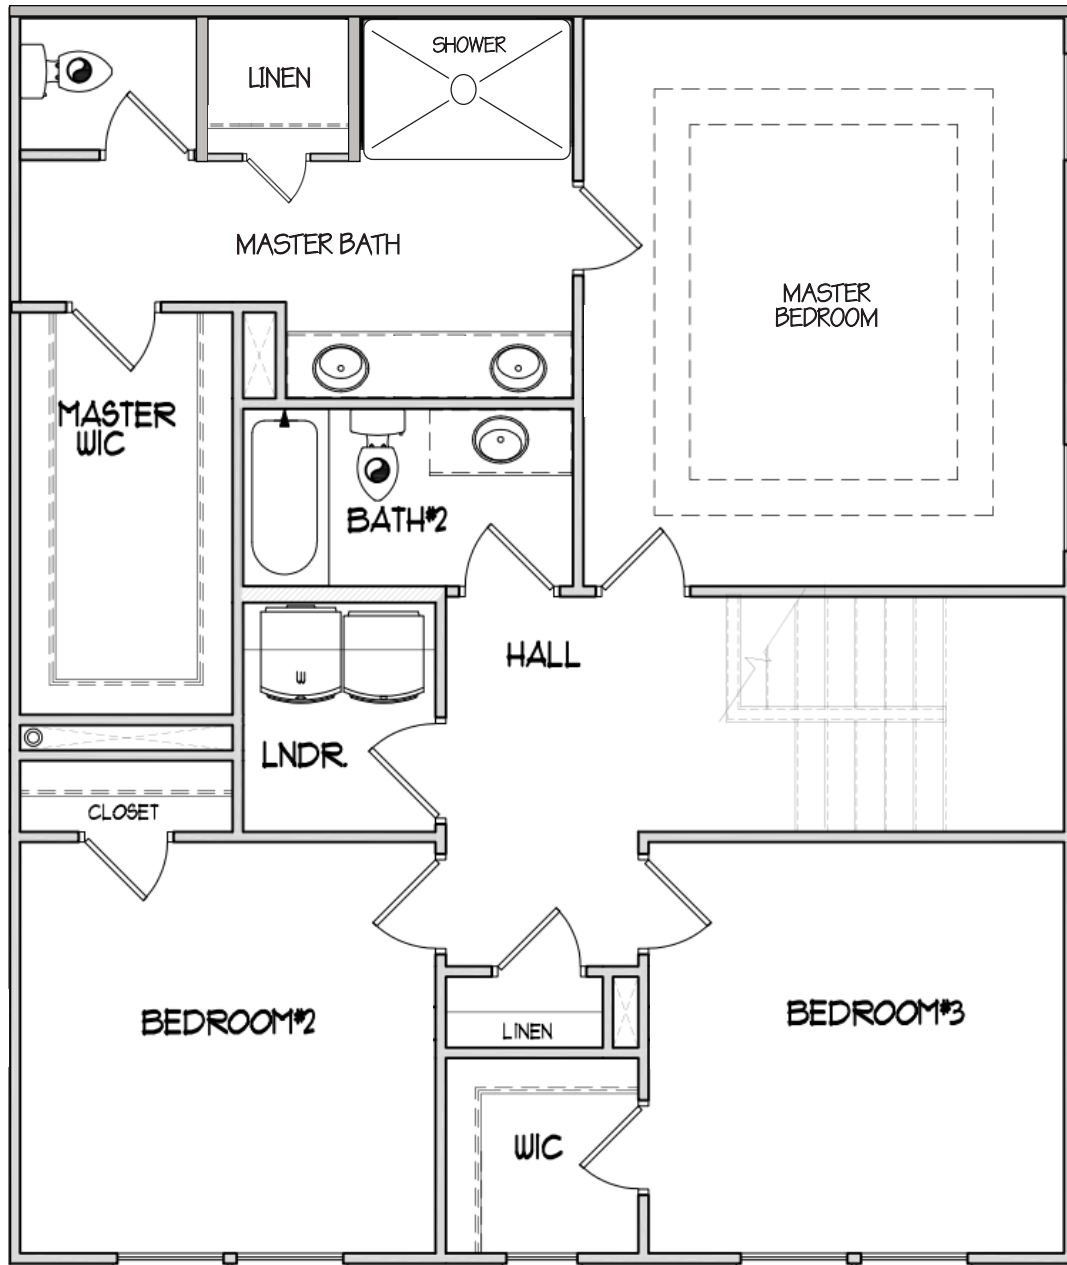 SHOWER
LINEN
MASTER BATH
MASTER
BEDROOM
MASTER
WIC
BATH#2
HALL
W
LNDR.
CLOSET
BEDROOM#2
BEDROOM#3
LINEN
WIC